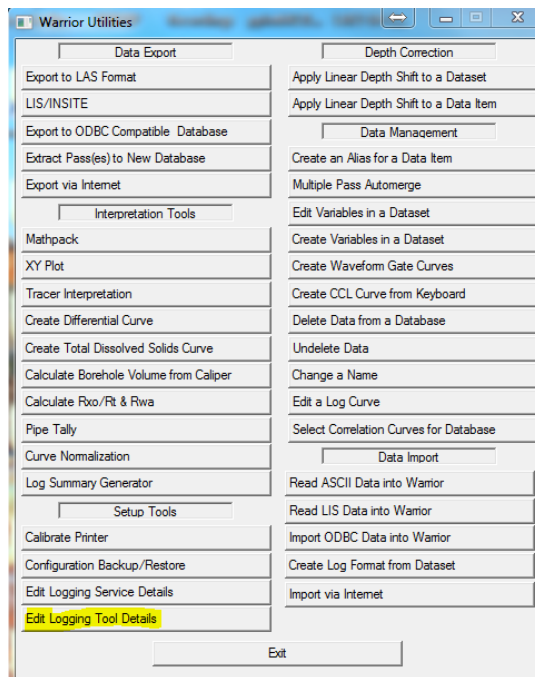 Warrior Utilities
Data Export
Export to LAS Format
LIS/INSITE
Export to ODBC Compatible Database
Extract Pass(es) to New Database
Export via Internet
Interpretation Tools
Mathpack
XY Plot
Tracer Interpretation
Create Differential Curve
Create Total Dissolved Solids Curve
Calculate Borehole Volume from Caliper
Calculate Rxo/Rt & Rwa
Pipe Tally
Curve Normalization
Log Summary Generator
Setup Tools
Calibrate Printer
Configuration Backup/Restore
Edit Logging Service Details
Edit Logging Tool Details
Depth Correction
Apply Linear Depth Shift to a Dataset
Apply Linear Depth Shift to a Data Item
Data Management
Create an Alias for a Data Item
Multiple Pass Automerge
Edit Variables in a Dataset
Create Variables in a Dataset
Create Waveform Gate Curves
Create CCL Curve from Keyboard
Delete Data from a Database
Undelete Data
Change a Name
Edit a Log Curve
Select Correlation Curves for Database
Data Import
Read ASCII Data into Warrior
Read LIS Data into Warrior
Import ODBC Data into Warrior
Create Log Format from Dataset
Import via Internet
Exit